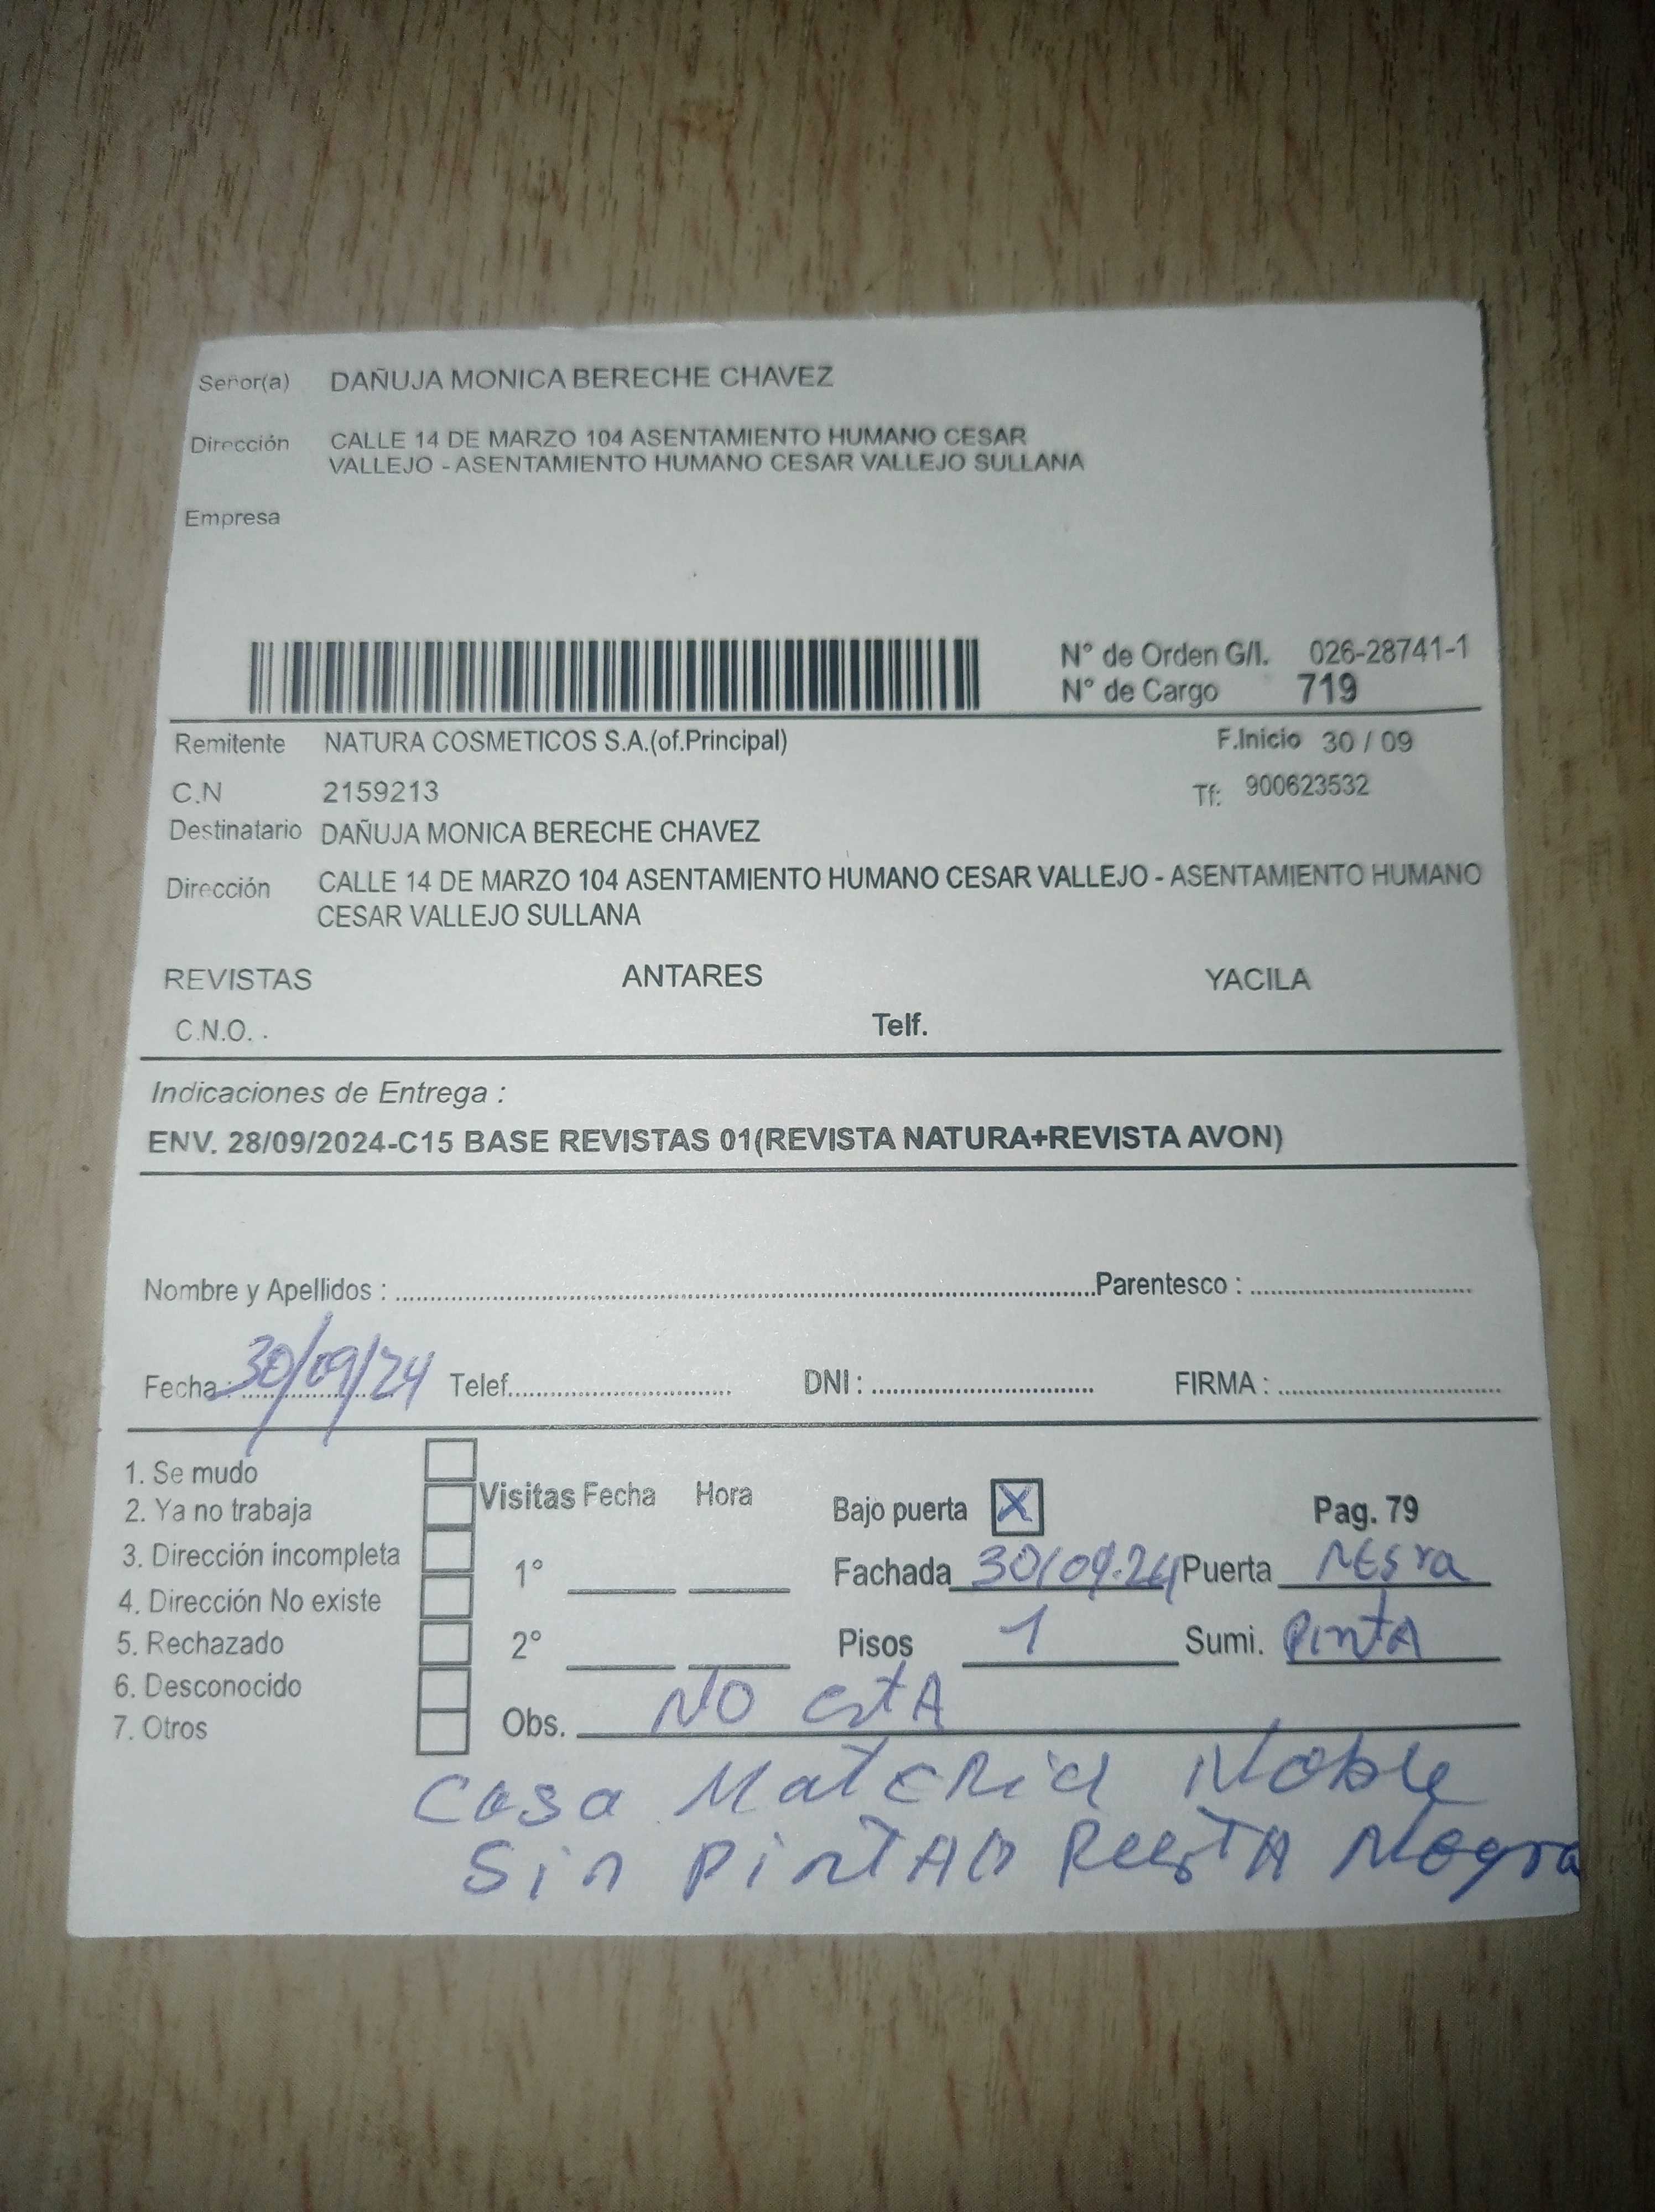 Señor(a) DAÑUJA MONICA BERECHE CHAVEZ
Dirección CALLE 14 DE MARZO 104 ASENTAMIENTO HUMANO CESAR
VALLEJO - ASENTAMIENTO HUMANO CESAR VALLEJO SULLANA
Empresa
N° de Orden G/I. 026-28741-1
N° de Cargo 719
Remitente NATURA COSMETICOS S.A.(of.Principal) F.Inicio 30 / 09
C.N 2159213 Tf: 900623532
Destinatario DAÑUJA MONICA BERECHE CHAVEZ
Dirección CALLE 14 DE MARZO 104 ASENTAMIENTO HUMANO CESAR VALLEJO - ASENTAMIENTO HUMANO
CESAR VALLEJO SULLANA
REVISTAS ANTARES YACILA
C.N.O. . Telf.
Indicaciones de Entrega :
ENV. 28/09/2024-C15 BASE REVISTAS 01(REVISTA NATURA+REVISTA AVON)
Nombre y Apellidos : Parentesco :
Fecha : 30/09/24 Telef. DNI : FIRMA :
1. Se mudo
2. Ya no trabaja
3. Dirección incompleta
4. Dirección No existe
5. Rechazado
6. Desconocido
7. Otros
Visitas Fecha Hora
1°
2°
Bajo puerta X Pag. 79
Fachada 30/09.24 Puerta Negra
Pisos 1 Sumi. PintA
Obs. NO estA
Casa Material Noble
Sin PintAR PuertA Negra